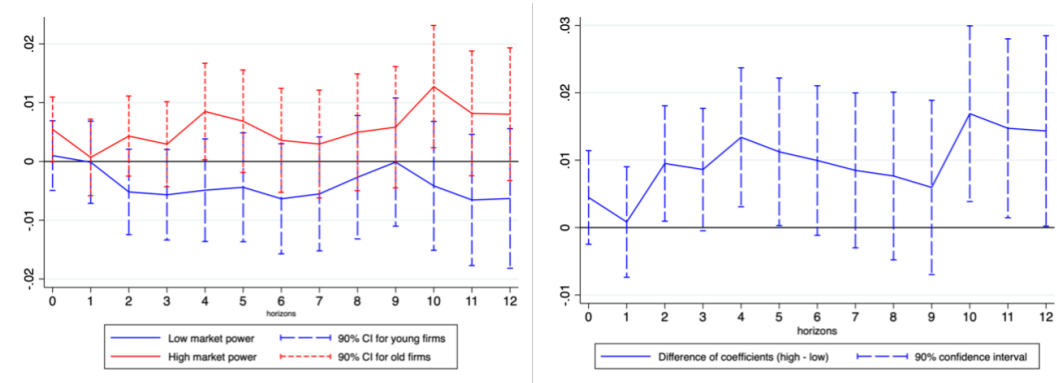 .02
.01
0
-.01
-.02
0 1 2 3 4 5 6 7 8 9 10 11 12
horizons
Low market power 90% CI for young firms
High market power 90% CI for old firms
.03
.02
.01
0
-.01
0 1 2 3 4 5 6 7 8 9 10 11 12
horizons
Difference of coefficients (high - low) 90% confidence interval